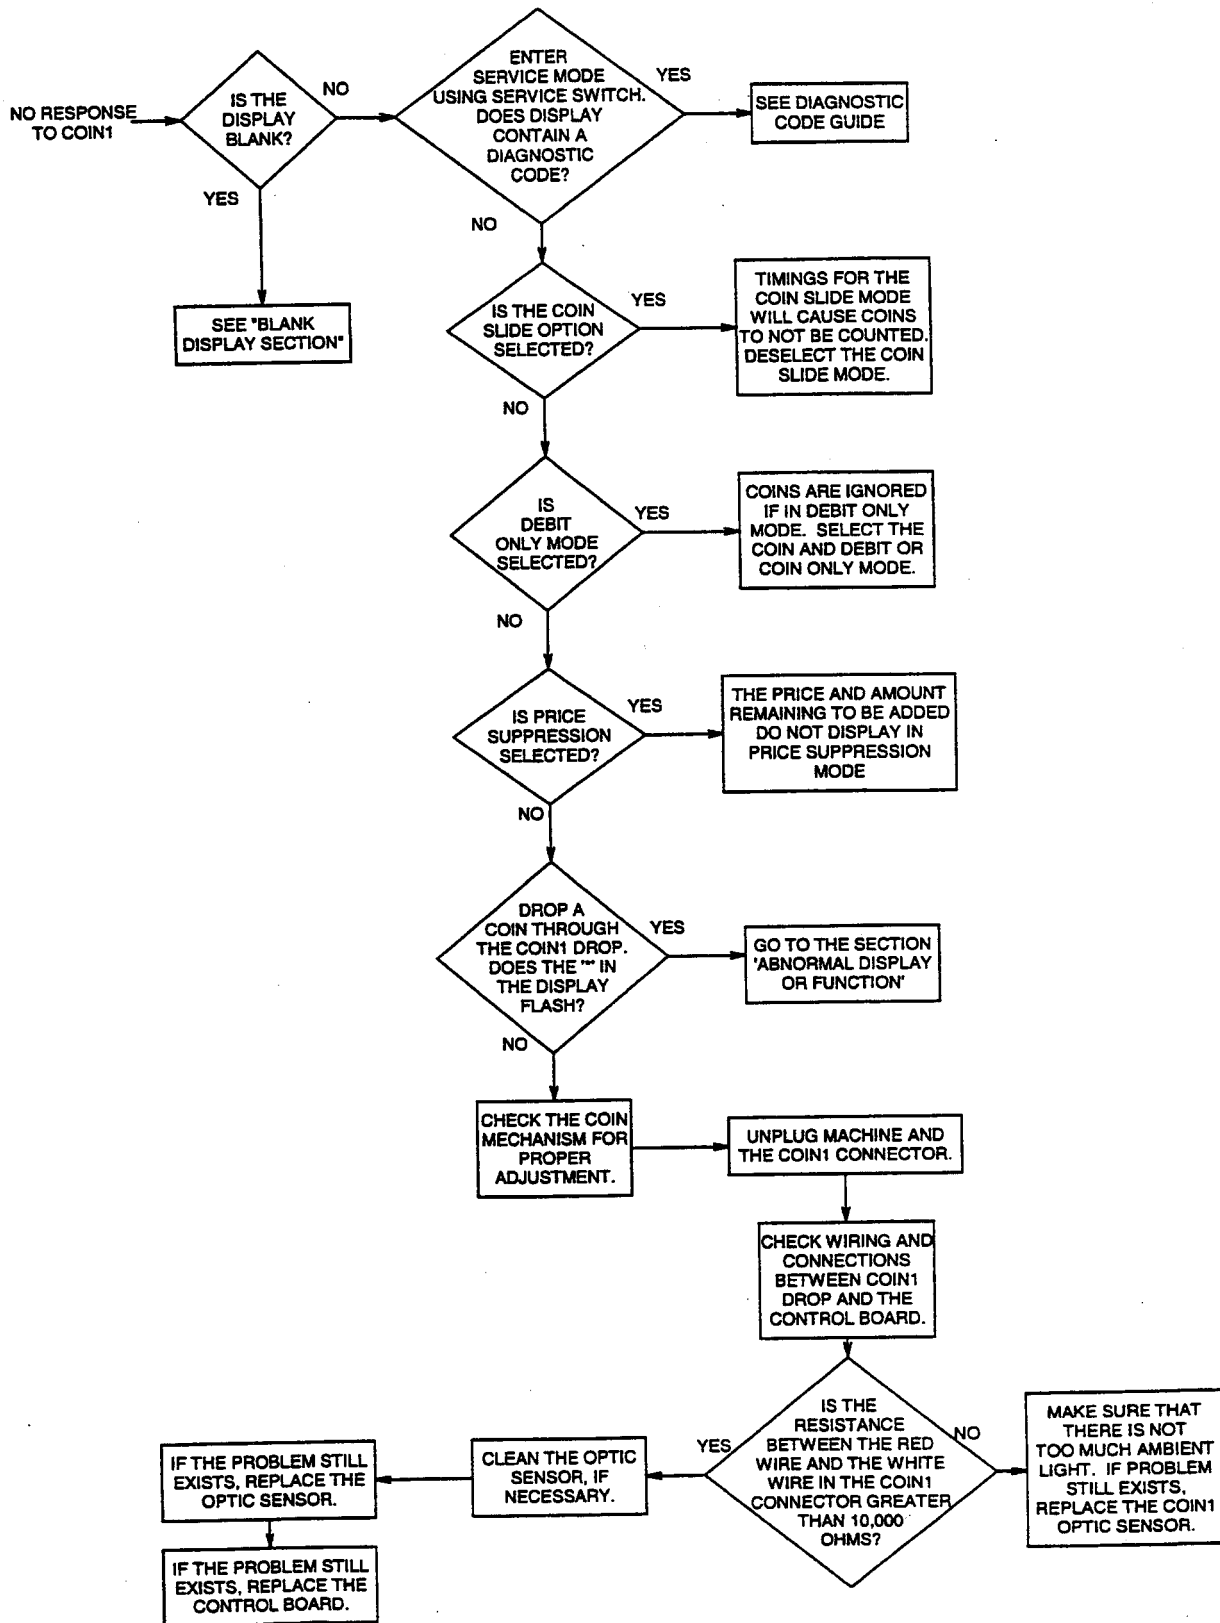 NO RESPONSE
TO COIN1
IS THE
DISPLAY
BLANK?
NO
YES
SEE "BLANK
DISPLAY SECTION"
ENTER
SERVICE MODE
USING SERVICE SWITCH.
DOES DISPLAY
CONTAIN A
DIAGNOSTIC
CODE?
YES
SEE DIAGNOSTIC
CODE GUIDE
NO
IS THE COIN
SLIDE OPTION
SELECTED?
YES
TIMINGS FOR THE
COIN SLIDE MODE
WILL CAUSE COINS
TO NOT BE COUNTED.
DESELECT THE COIN
SLIDE MODE.
NO
IS
DEBIT
ONLY MODE
SELECTED?
YES
COINS ARE IGNORED
IF IN DEBIT ONLY
MODE. SELECT THE
COIN AND DEBIT OR
COIN ONLY MODE.
NO
IS PRICE
SUPPRESSION
SELECTED?
YES
THE PRICE AND AMOUNT
REMAINING TO BE ADDED
DO NOT DISPLAY IN
PRICE SUPPRESSION
MODE
NO
DROP A
COIN THROUGH
THE COIN1 DROP.
DOES THE "*" IN
THE DISPLAY
FLASH?
YES
GO TO THE SECTION
'ABNORMAL DISPLAY
OR FUNCTION'
NO
CHECK THE COIN
MECHANISM FOR
PROPER
ADJUSTMENT.
UNPLUG MACHINE AND
THE COIN1 CONNECTOR.
CHECK WIRING AND
CONNECTIONS
BETWEEN COIN1
DROP AND THE
CONTROL BOARD.
IS THE
RESISTANCE
BETWEEN THE RED
WIRE AND THE WHITE
WIRE IN THE COIN1
CONNECTOR GREATER
THAN 10,000
OHMS?
NO
MAKE SURE THAT
THERE IS NOT
TOO MUCH AMBIENT
LIGHT. IF PROBLEM
STILL EXISTS,
REPLACE THE COIN1
OPTIC SENSOR.
YES
CLEAN THE OPTIC
SENSOR, IF
NECESSARY.
IF THE PROBLEM STILL
EXISTS, REPLACE THE
OPTIC SENSOR.
IF THE PROBLEM STILL
EXISTS, REPLACE THE
CONTROL BOARD.